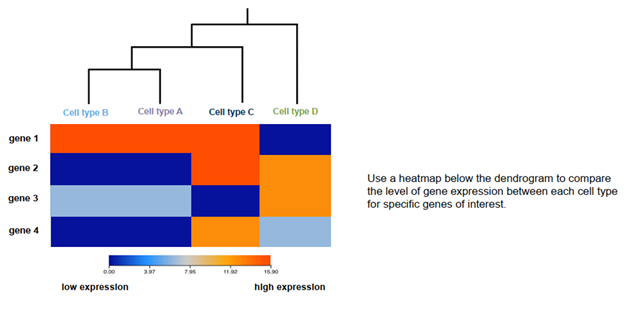 Cell type B Cell type A Cell type C Cell type D
gene 1
gene 2
gene 3
gene 4
Use a heatmap below the dendrogram to compare
the level of gene expression between each cell type
for specific genes of interest.
0.00 3.97 7.95 11.92 15.90
low expression high expression